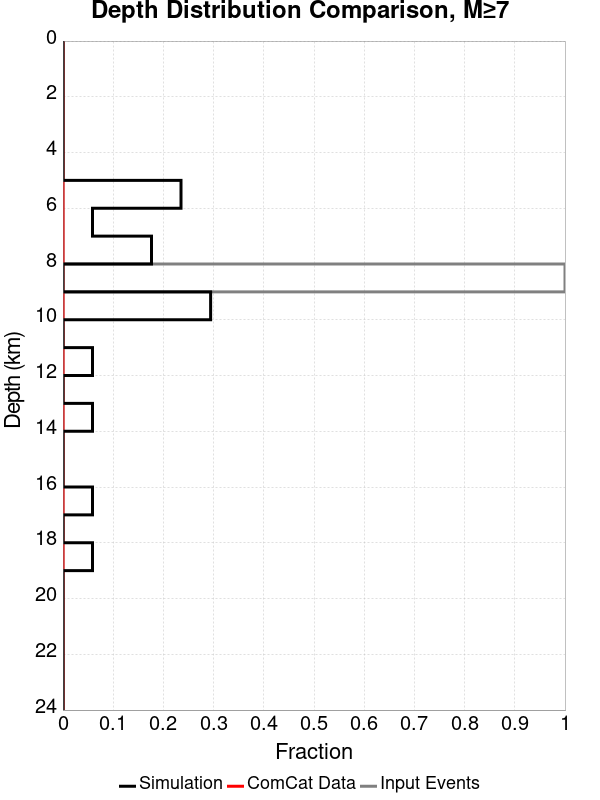 Depth Distribution Comparison, M≥7
0
2
4
6
8
10
12
14
16
18
20
22
24
Depth (km)
0 0.1 0.2 0.3 0.4 0.5 0.6 0.7 0.8 0.9 1
Fraction
Simulation ComCat Data Input Events